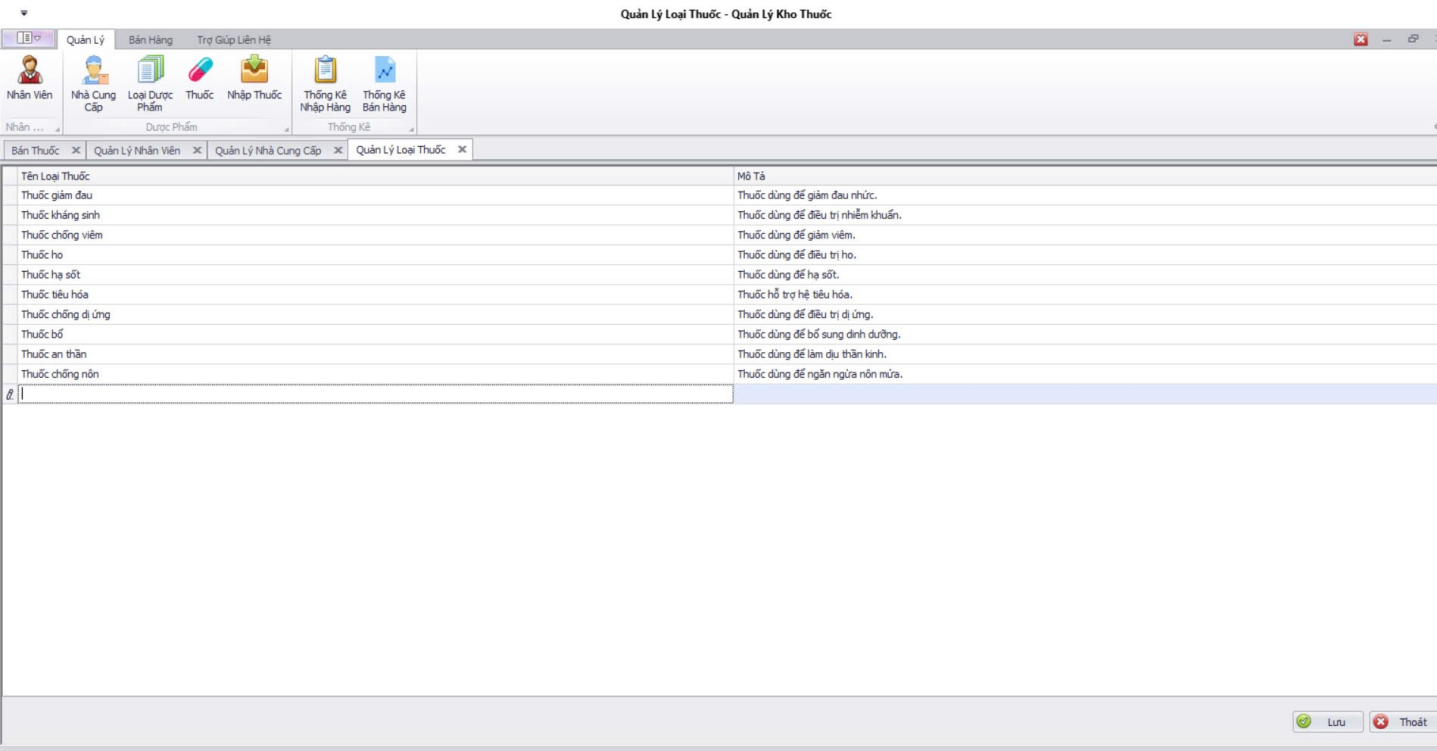 Quản Lý Loại Thuốc - Quản Lý Kho Thuốc
Quản Lý Bán Hàng Trợ Giúp Liên Hệ
Nhân Viên Nhà Cung Cấp Loại Dược Phẩm Thuốc Nhập Thuốc Thống Kê Nhập Hàng Thống Kê Bán Hàng
Nhân ... Dược Phẩm Thống Kê
Bán Thuốc Quản Lý Nhân Viên Quản Lý Nhà Cung Cấp Quản Lý Loại Thuốc
Tên Loại Thuốc Mô Tả
Thuốc giảm đau Thuốc dùng để giảm đau nhức.
Thuốc kháng sinh Thuốc dùng để điều trị nhiễm khuẩn.
Thuốc chống viêm Thuốc dùng để giảm viêm.
Thuốc ho Thuốc dùng để điều trị ho.
Thuốc hạ sốt Thuốc dùng để hạ sốt.
Thuốc tiêu hóa Thuốc hỗ trợ hệ tiêu hóa.
Thuốc chống dị ứng Thuốc dùng để điều trị dị ứng.
Thuốc bổ Thuốc dùng để bổ sung dinh dưỡng.
Thuốc an thần Thuốc dùng để làm dịu thần kinh.
Thuốc chống nôn Thuốc dùng để ngăn ngừa nôn mửa.
Lưu Thoát